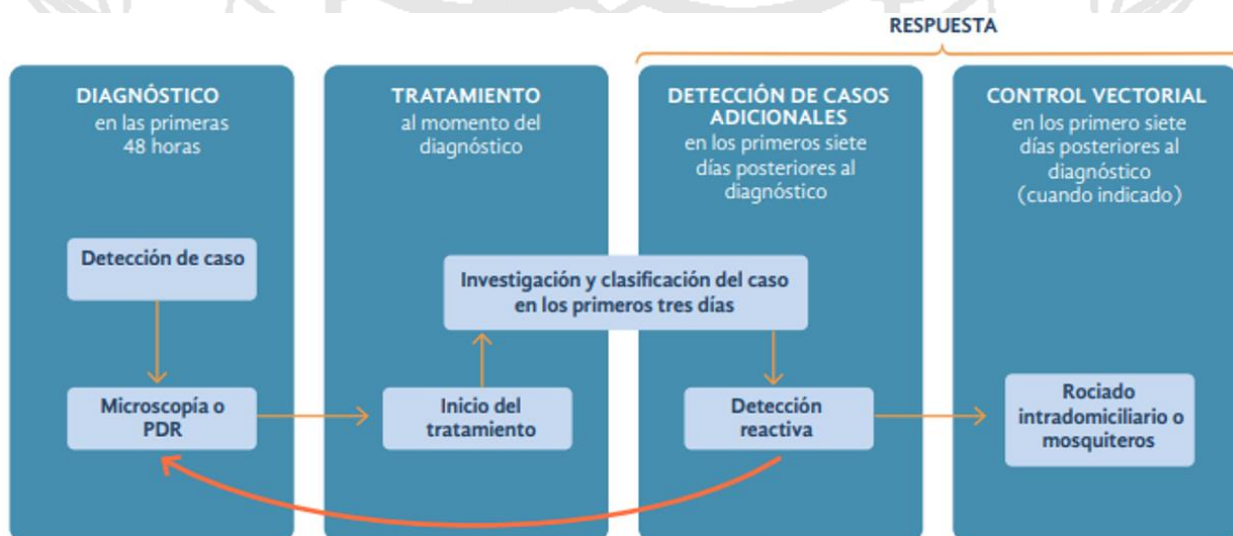 RESPUESTA
DIAGNÓSTICO
en las primeras
48 horas
Detección de caso
Microscopía o
PDR
TRATAMIENTO
al momento del
diagnóstico
Investigación y clasificación del caso
en los primeros tres días
Inicio del
tratamiento
DETECCIÓN DE CASOS
ADICIONALES
en los primeros siete
días posteriores al
diagnóstico
Detección
reactiva
CONTROL VECTORIAL
en los primero siete
días posteriores al
diagnóstico
(cuando indicado)
Rociado
intradomiciliario o
mosquiteros